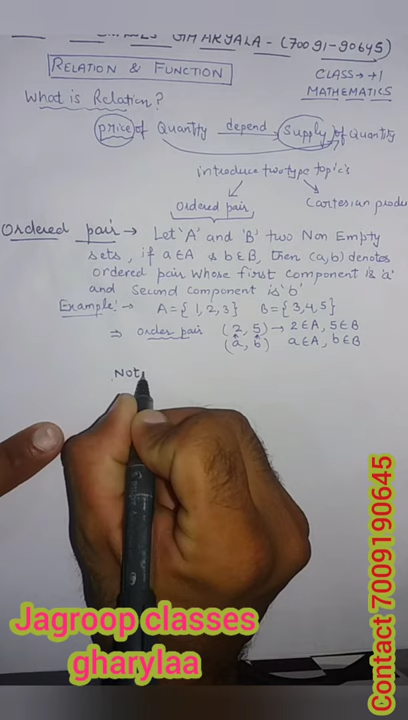 GHARYALA - (70091-90645)
RELATION & FUNCTION
CLASS → +1
MATHEMATICS
What is Relation?
price of Quantity depend Supply of Quantity
introduce two type topics
Ordered pair
Cartesian produ
Ordered pair → Let 'A' and 'B' two Non Empty
sets, if a∈A & b∈B, then (a,b) denotes
ordered pair whose first component is 'a'
and second component is 'b'
Example:→ A={1,2,3} B={3,4,5}
⇒ order pair (2,5) → 2∈A, 5∈B
(a,b) a∈A, b∈B
Not
Jagroop classes
gharylaa
Contact 7009190645